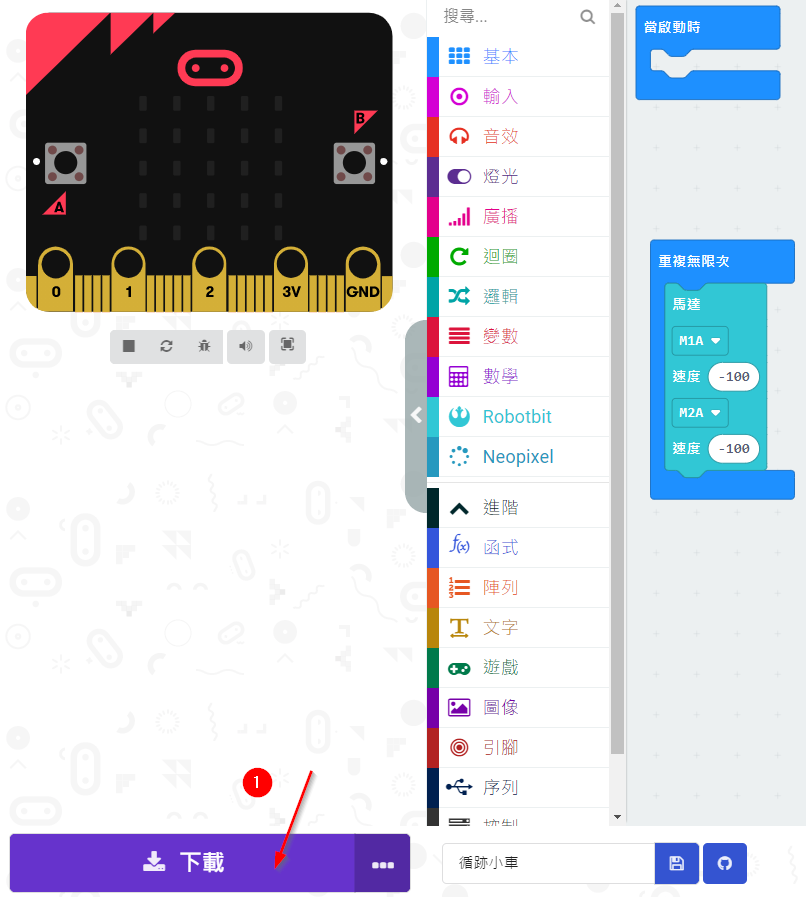 B
A
0
1
2
3V
GND
1
下載
搜尋...
基本
輸入
音效
燈光
廣播
迴圈
邏輯
變數
數學
Robotbit
Neopixel
進階
f(x) 函式
陣列
文字
遊戲
圖像
引腳
序列
控制
當啟動時
重複無限次
馬達
M1A
速度 -100
M2A
速度 -100
循跡小車